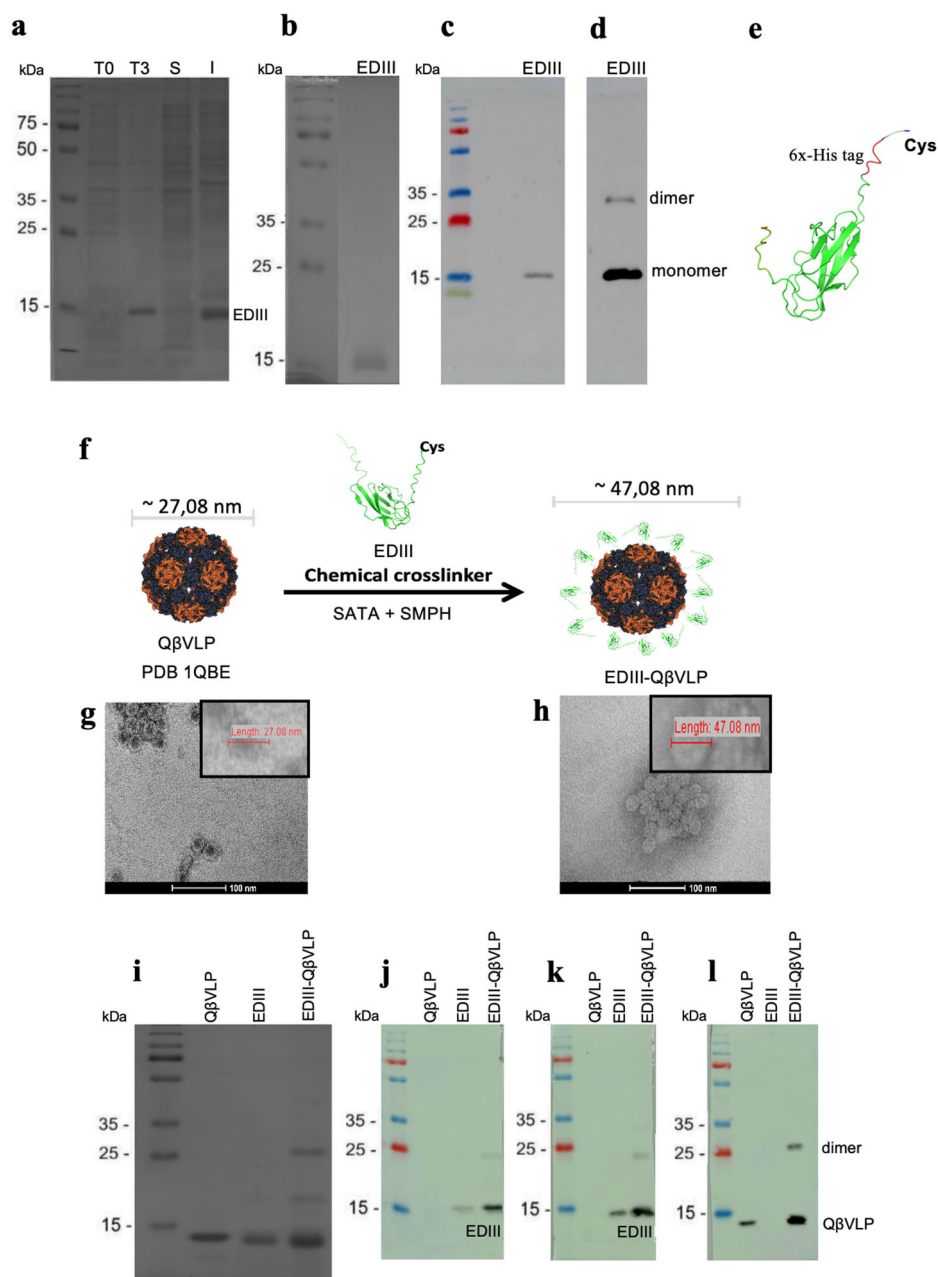 a
kDa
T0 T3 S I
75 -
50 -
35 -
25 -
15 -
EDIII
b
kDa
EDIII
35 -
25 -
15 -
c
kDa
EDIII
35 -
25 -
15 -
d
EDIII
dimer
monomer
e
6x-His tag
Cys
f
~ 27,08 nm
QβVLP
PDB 1QBE
Cys
EDIII
Chemical crosslinker
SATA + SMPH
~ 47,08 nm
EDIII-QβVLP
g
Length: 27.08 nm
100 nm
h
Length: 47.08 nm
100 nm
i
kDa
QβVLP
EDIII
EDIII-QβVLP
35 -
25 -
15 -
j
kDa
QβVLP
EDIII
EDIII-QβVLP
35 -
25 -
15 -
EDIII
k
kDa
QβVLP
EDIII
EDIII-QβVLP
35 -
25 -
15 -
EDIII
l
kDa
QβVLP
EDIII
EDIII-QβVLP
35 -
25 -
15 -
dimer
QβVLP